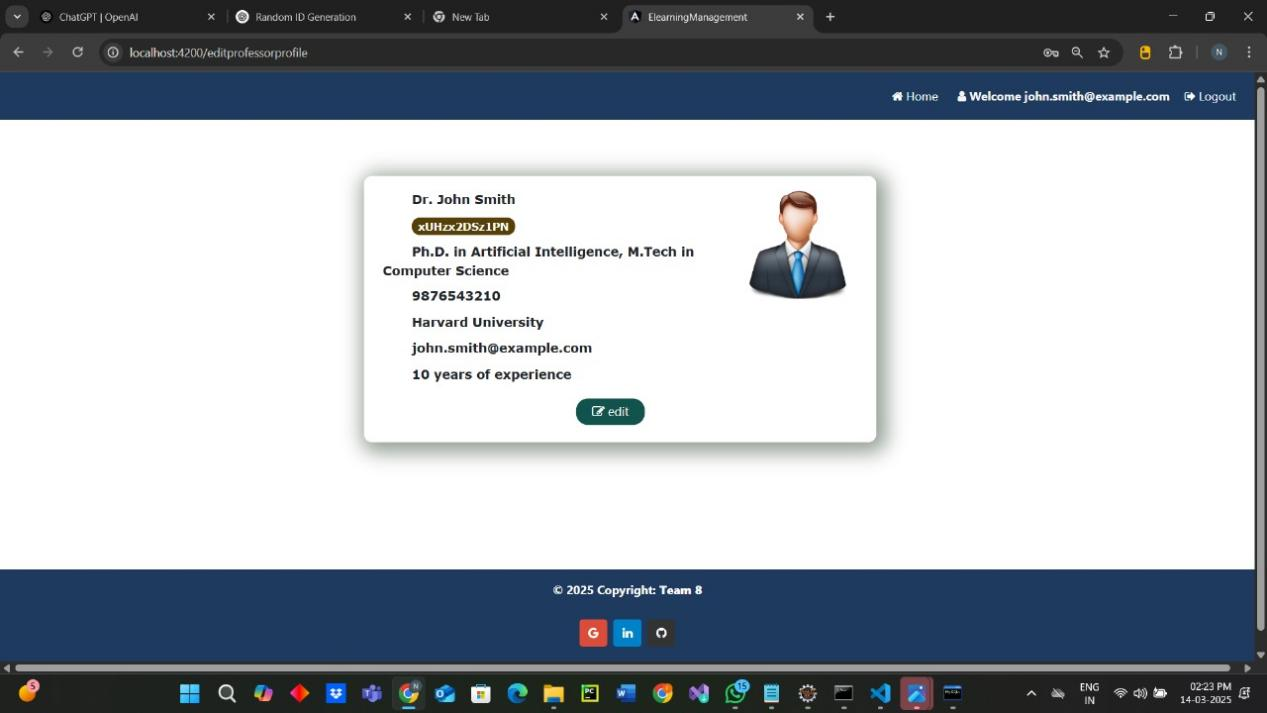 ChatGPT | OpenAI
Random ID Generation
New Tab
ElearningManagement
localhost:4200/editprofessorprofile
N
Home
Welcome john.smith@example.com
Logout
Dr. John Smith
xUHzx2DSz1PN
Ph.D. in Artificial Intelligence, M.Tech in
Computer Science
9876543210
Harvard University
john.smith@example.com
10 years of experience
edit
© 2025 Copyright: Team 8
G
in
5
15
ENG
IN
02:23 PM
14-03-2025